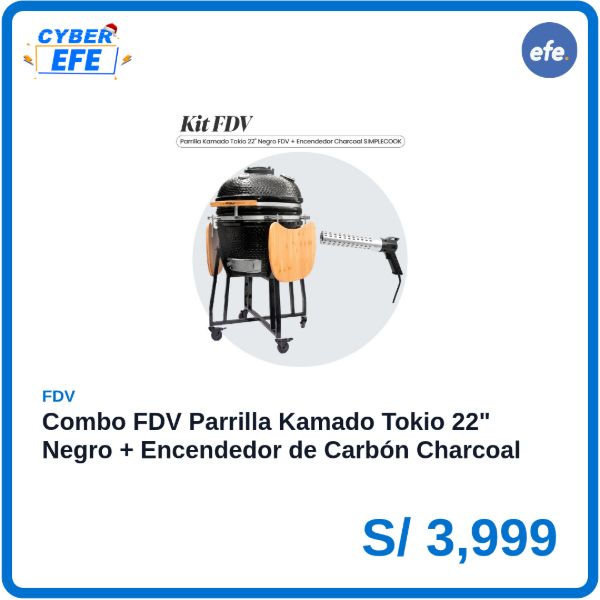 CYBER
EFE
efe.
Kit FDV
Parrilla Kamado Tokio 22" Negro FDV + Encendedor Charcoal SIMPLECOOK
FDV
Combo FDV Parrilla Kamado Tokio 22"
Negro + Encendedor de Carbón Charcoal
S/ 3,999